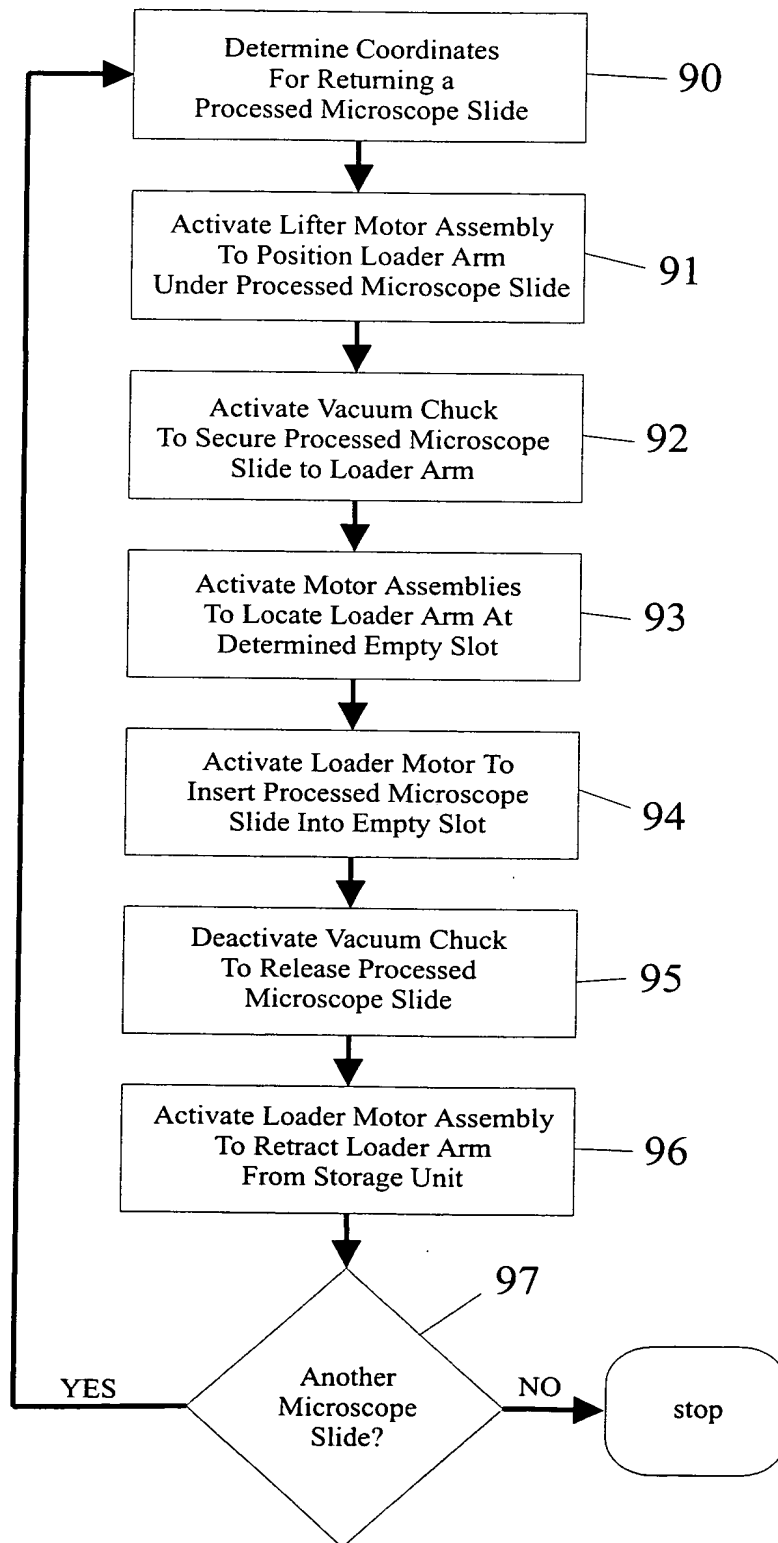 Determine Coordinates
For Returning a
Processed Microscope Slide
90
Activate Lifter Motor Assembly
To Position Loader Arm
Under Processed Microscope Slide
91
Activate Vacuum Chuck
To Secure Processed Microscope
Slide to Loader Arm
92
Activate Motor Assemblies
To Locate Loader Arm At
Determined Empty Slot
93
Activate Loader Motor To
Insert Processed Microscope
Slide Into Empty Slot
94
Deactivate Vacuum Chuck
To Release Processed
Microscope Slide
95
Activate Loader Motor Assembly
To Retract Loader Arm
From Storage Unit
96
97
YES
Another
Microscope
Slide?
NO
stop